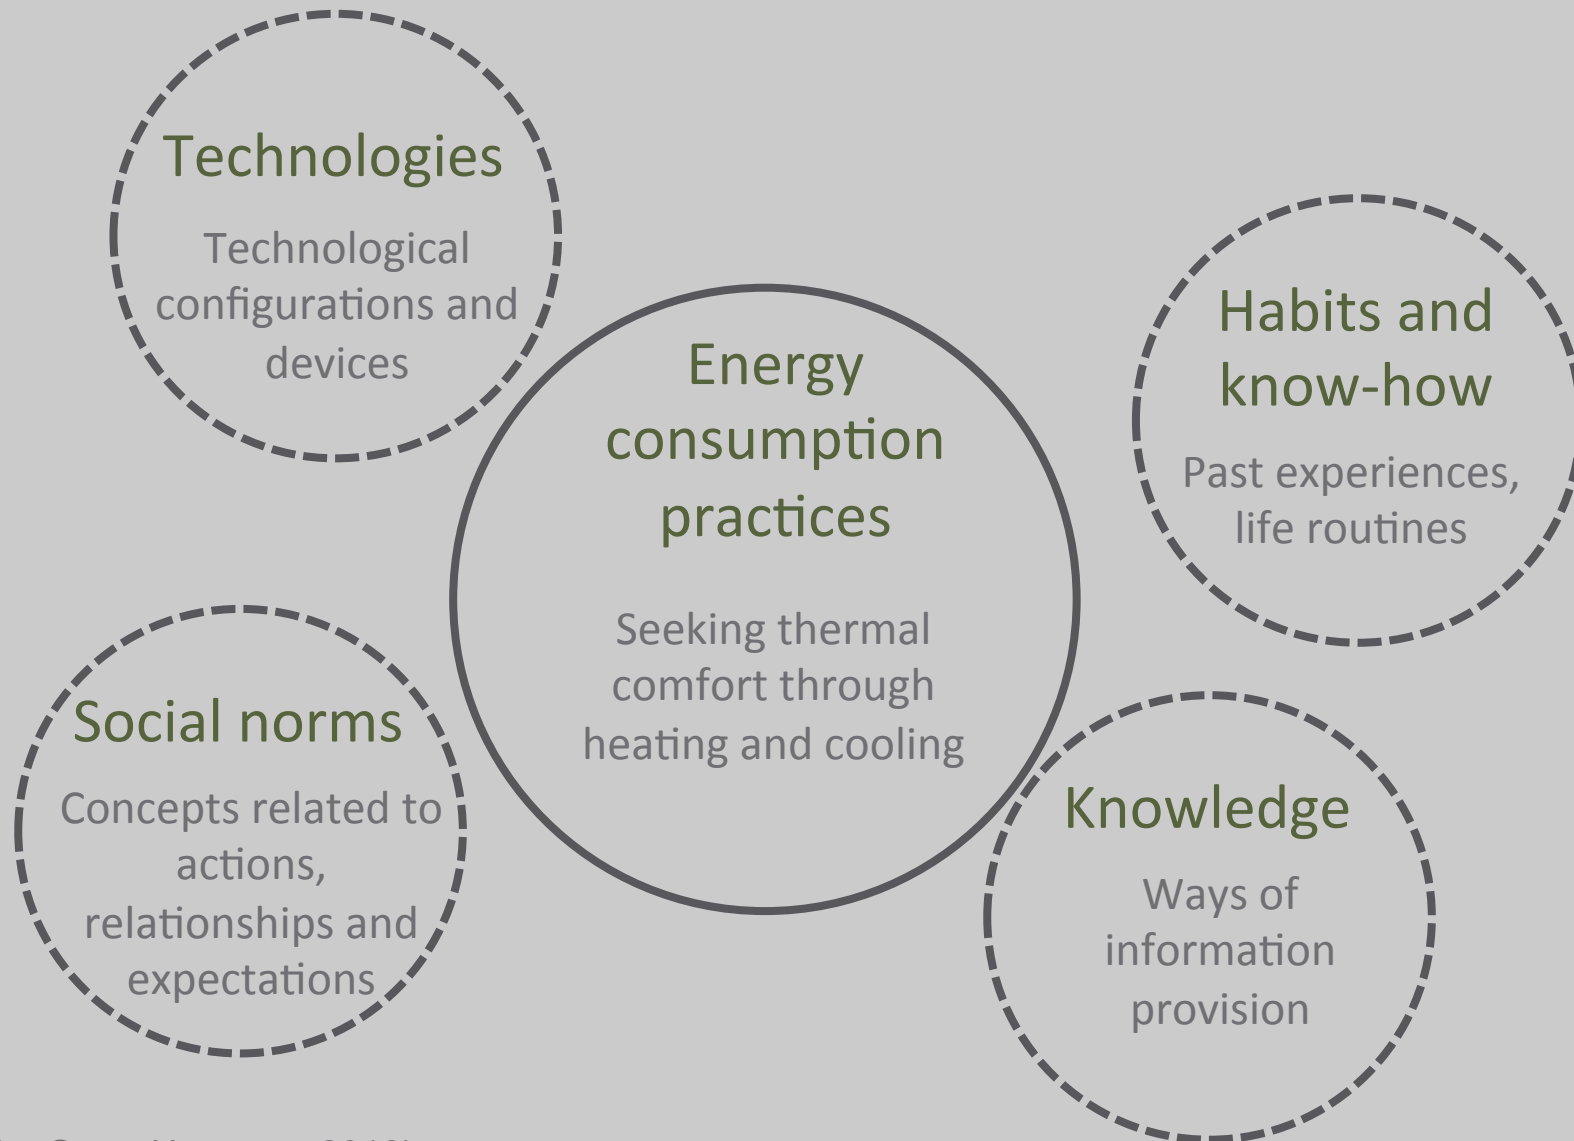 Technologies
Technological
configurations and
devices
Energy
consumption
practices
Seeking thermal
comfort through
heating and cooling
Habits and
know-how
Past experiences,
life routines
Social norms
Concepts related to
actions,
relationships and
expectations
Knowledge
Ways of
information
provision